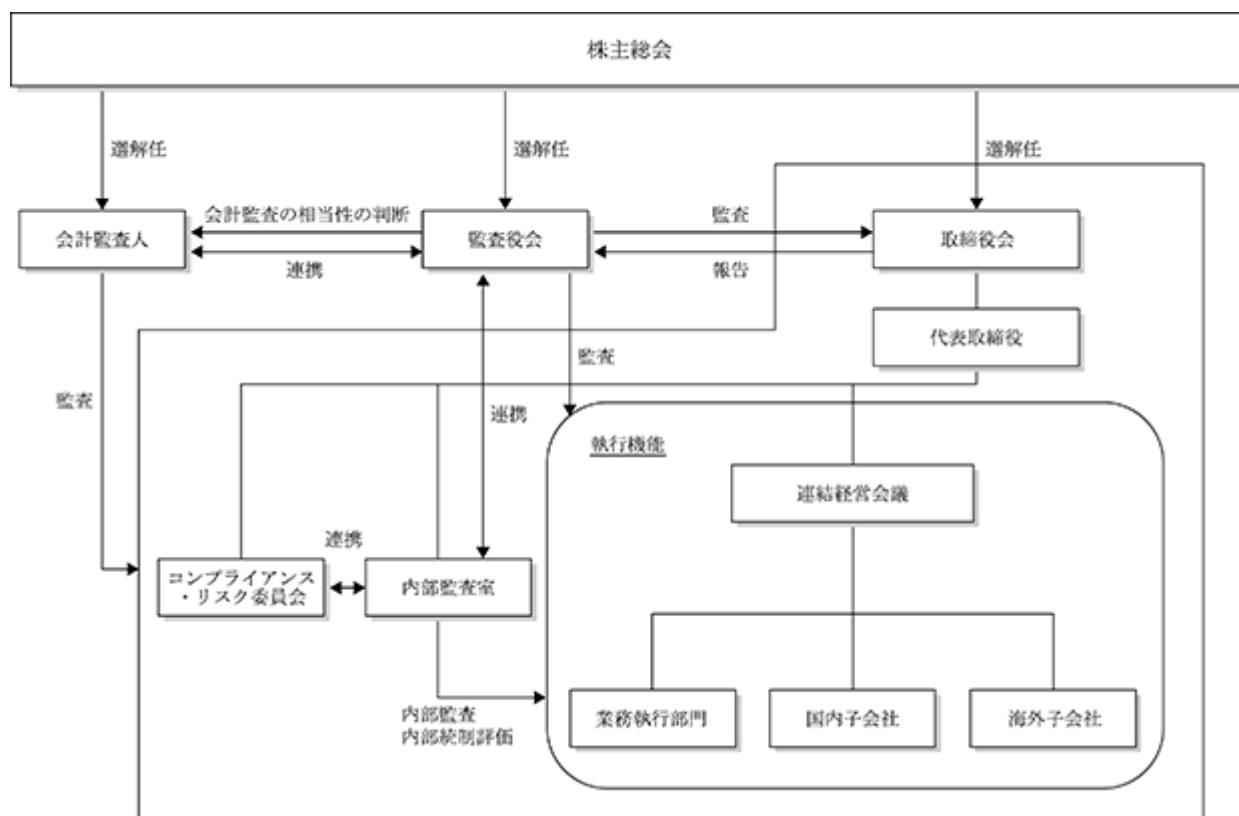 株主総会
選解任
選解任
選解任
会計監査の相当性の判断
監査
会計監査人
監査役会
取締役会
連携
報告
代表取締役
監査
監査
連携
執行機能
連結経営会議
連携
コンプライアンス
・リスク委員会
内部監査室
業務執行部門
国内子会社
海外子会社
内部監査
内部統制評価